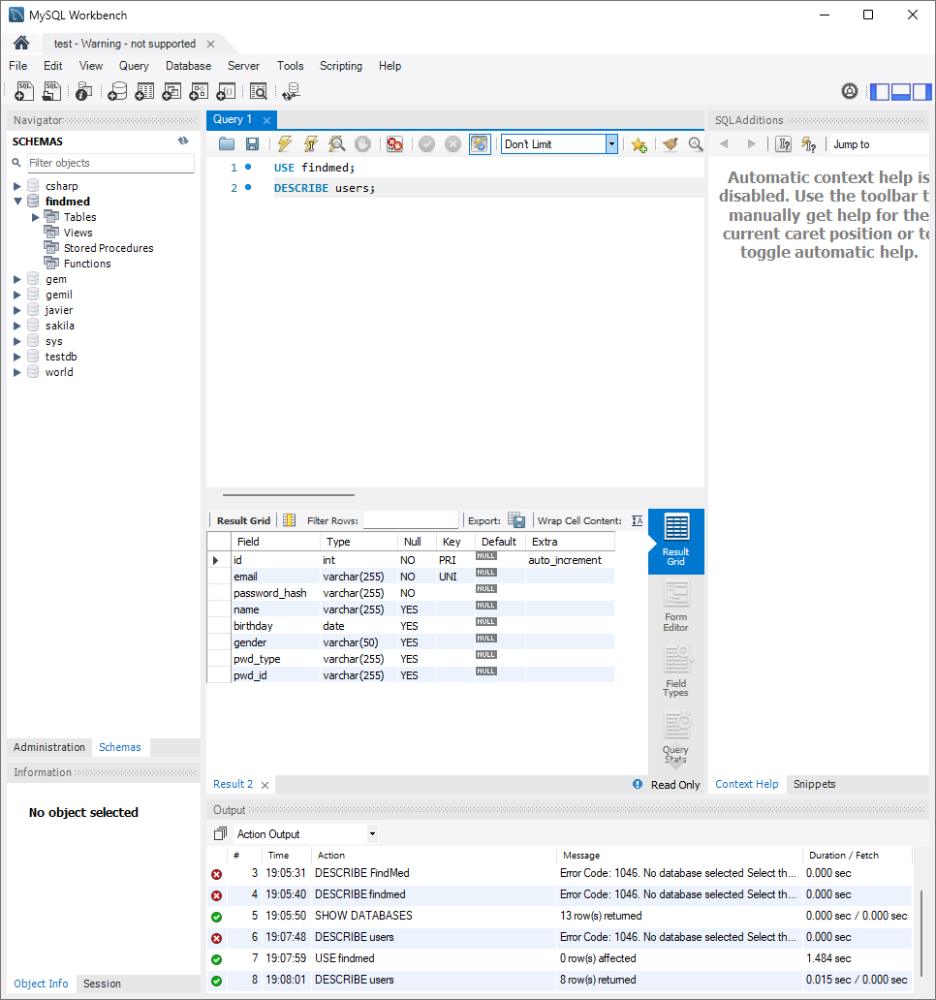 MySQL Workbench
test - Warning - not supported
File Edit View Query Database Server Tools Scripting Help
Navigator
SCHEMAS
Filter objects
csharp
findmed
Tables
Views
Stored Procedures
Functions
gem
gemil
javier
sakila
sys
testdb
world
Administration Schemas
Information
No object selected
Object Info Session
Query 1
Don't Limit
1 USE findmed;
2 DESCRIBE users;
Result Grid Filter Rows: Export: Wrap Cell Content:
Field Type Null Key Default Extra
id int NO PRI NULL auto_increment
email varchar(255) NO UNI NULL
password_hash varchar(255) NO NULL
name varchar(255) YES NULL
birthday date YES NULL
gender varchar(50) YES NULL
pwd_type varchar(255) YES NULL
pwd_id varchar(255) YES NULL
Result
Grid
Form
Editor
Field
Types
Query
Stats
Result 2 Read Only
SQLAdditions
Jump to
Automatic context help is
disabled. Use the toolbar t
manually get help for the
current caret position or to
toggle automatic help.
Context Help Snippets
Output
Action Output
# Time Action Message Duration / Fetch
3 19:05:31 DESCRIBE FindMed Error Code: 1046. No database selected Select th... 0.000 sec
4 19:05:40 DESCRIBE findmed Error Code: 1046. No database selected Select th... 0.000 sec
5 19:05:50 SHOW DATABASES 13 row(s) returned 0.000 sec / 0.000 sec
6 19:07:48 DESCRIBE users Error Code: 1046. No database selected Select th... 0.000 sec
7 19:07:59 USE findmed 0 row(s) affected 1.484 sec
8 19:08:01 DESCRIBE users 8 row(s) returned 0.015 sec / 0.000 sec